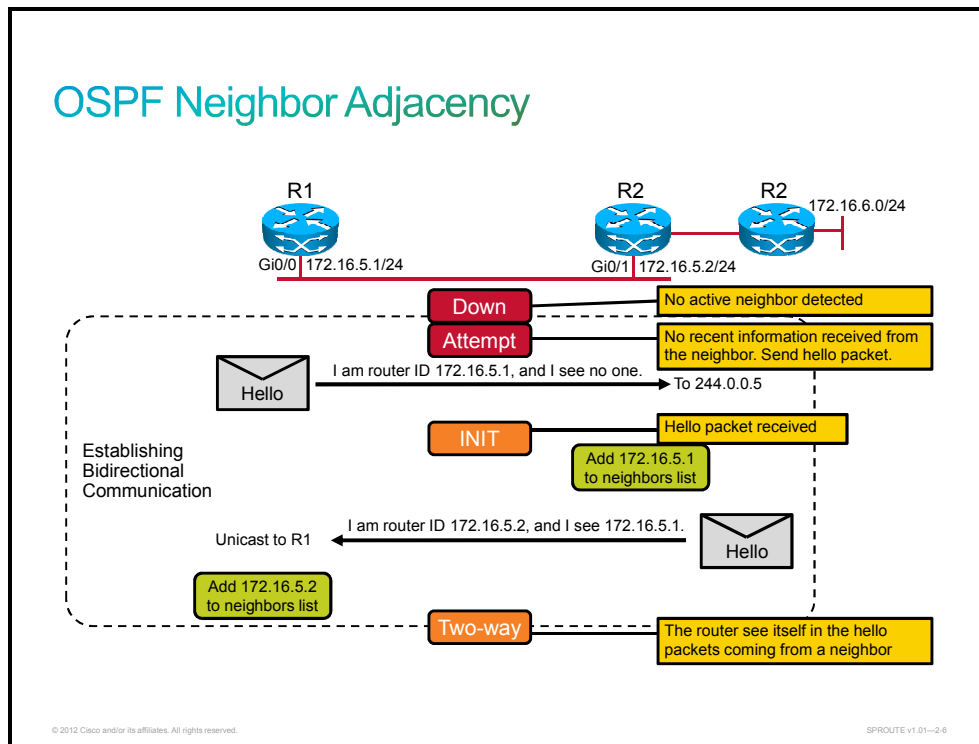 OSPF Neighbor Adjacency
R1
R2
R2
172.16.6.0/24
Gi0/0
172.16.5.1/24
Gi0/1
172.16.5.2/24
Down
No active neighbor detected
Attempt
No recent information received from
the neighbor. Send hello packet.
I am router ID 172.16.5.1, and I see no one.
To 244.0.0.5
Hello
INIT
Hello packet received
Establishing
Bidirectional
Communication
Add 172.16.5.1
to neighbors list
I am router ID 172.16.5.2, and I see 172.16.5.1.
Unicast to R1
Hello
Add 172.16.5.2
to neighbors list
Two-way
The router see itself in the hello
packets coming from a neighbor
© 2012 Cisco and/or its affiliates. All rights reserved.
SPROUTE v1.01—2-6